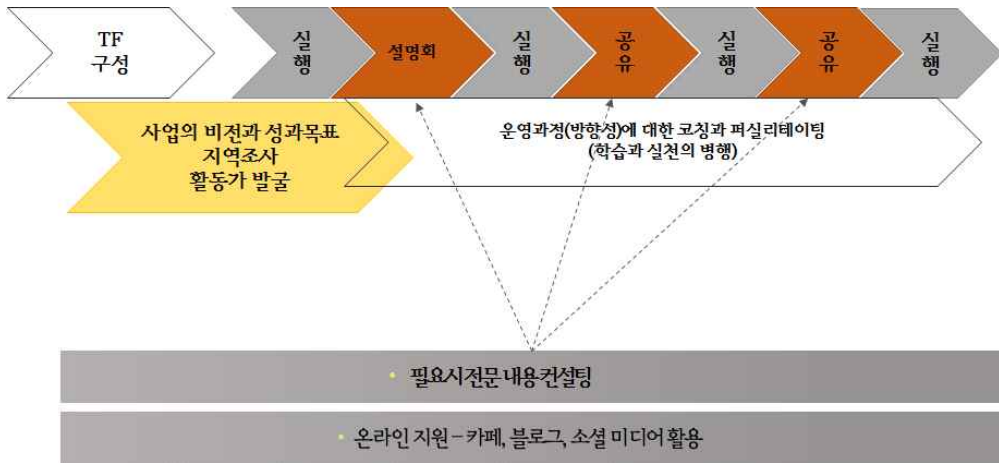 TF
구성
실행
설명회
실행
공유
실행
공유
실행
사업의 비전과 성과목표
지역조사
활동가 발굴
운영과정(방향성)에 대한 코칭과 퍼실리테이팅
(학습과 실천의 병행)
• 필요시 전문 내용 컨설팅
• 온라인 지원 – 카페, 블로그, 소셜 미디어 활용